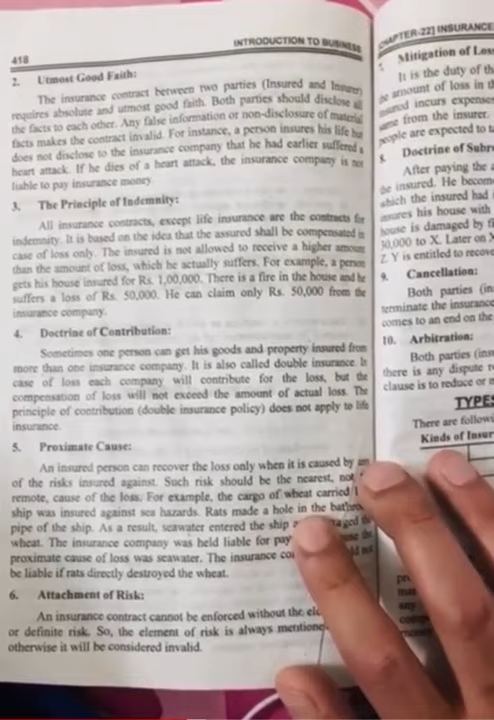 418
INTRODUCTION TO BUSINESS
2. Utmost Good Faith:
The insurance contract between two parties (Insured and Insurer)
requires absolute and utmost good faith. Both parties should disclose all
the facts to each other. Any false information or non-disclosure of material
facts makes the contract invalid. For instance, a person insures his life but
does not disclose to the insurance company that he had earlier suffered a
heart attack. If he dies of a heart attack, the insurance company is not
liable to pay insurance money
3. The Principle of Indemnity:
All insurance contracts, except life insurance are the contracts for
indemnity. It is based on the idea that the assured shall be compensated in
case of loss only. The insured is not allowed to receive a higher amount
than the amount of loss, which he actually suffers. For example, a person
gets his house insured for Rs. 1,00,000. There is a fire in the house and he
suffers a loss of Rs. 50,000. He can claim only Rs. 50,000 from the
insurance company.
4. Doctrine of Contribution:
Sometimes one person can get his goods and property insured from
more than one insurance company. It is also called double insurance. In
case of loss each company will contribute for the loss, but the
compensation of loss will not exceed the amount of actual loss. The
principle of contribution (double insurance policy) does not apply to life
insurance.
5. Proximate Cause:
An insured person can recover the loss only when it is caused by an
of the risks insured against. Such risk should be the nearest, not
remote, cause of the loss. For example, the cargo of wheat carried
ship was insured against sea hazards. Rats made a hole in the bathroo
pipe of the ship. As a result, seawater entered the ship the
wheat. The insurance company was held liable for pay the
proximate cause of loss was seawater. The insurance co not
be liable if rats directly destroyed the wheat.
6. Attachment of Risk:
An insurance contract cannot be enforced without the ele
or definite risk. So, the element of risk is always mentione
otherwise it will be considered invalid.
CHAPTER-22] INSURANCE
Mitigation of Loss
It is the duty of th
amount of loss in th
incurs expenses
from the insurer.
people are expected to t
8. Doctrine of Subro
After paying the a
the insured. He becom
which the insured had
insures his house with
house is damaged by fi
30,000 to X. Later on X
Z. Y is entitled to recove
9. Cancellation:
Both parties (in
terminate the insurance
comes to an end on the
10. Arbitration:
Both parties (ins
there is any dispute r
clause is to reduce or
TYPES
There are followi
Kinds of Insur